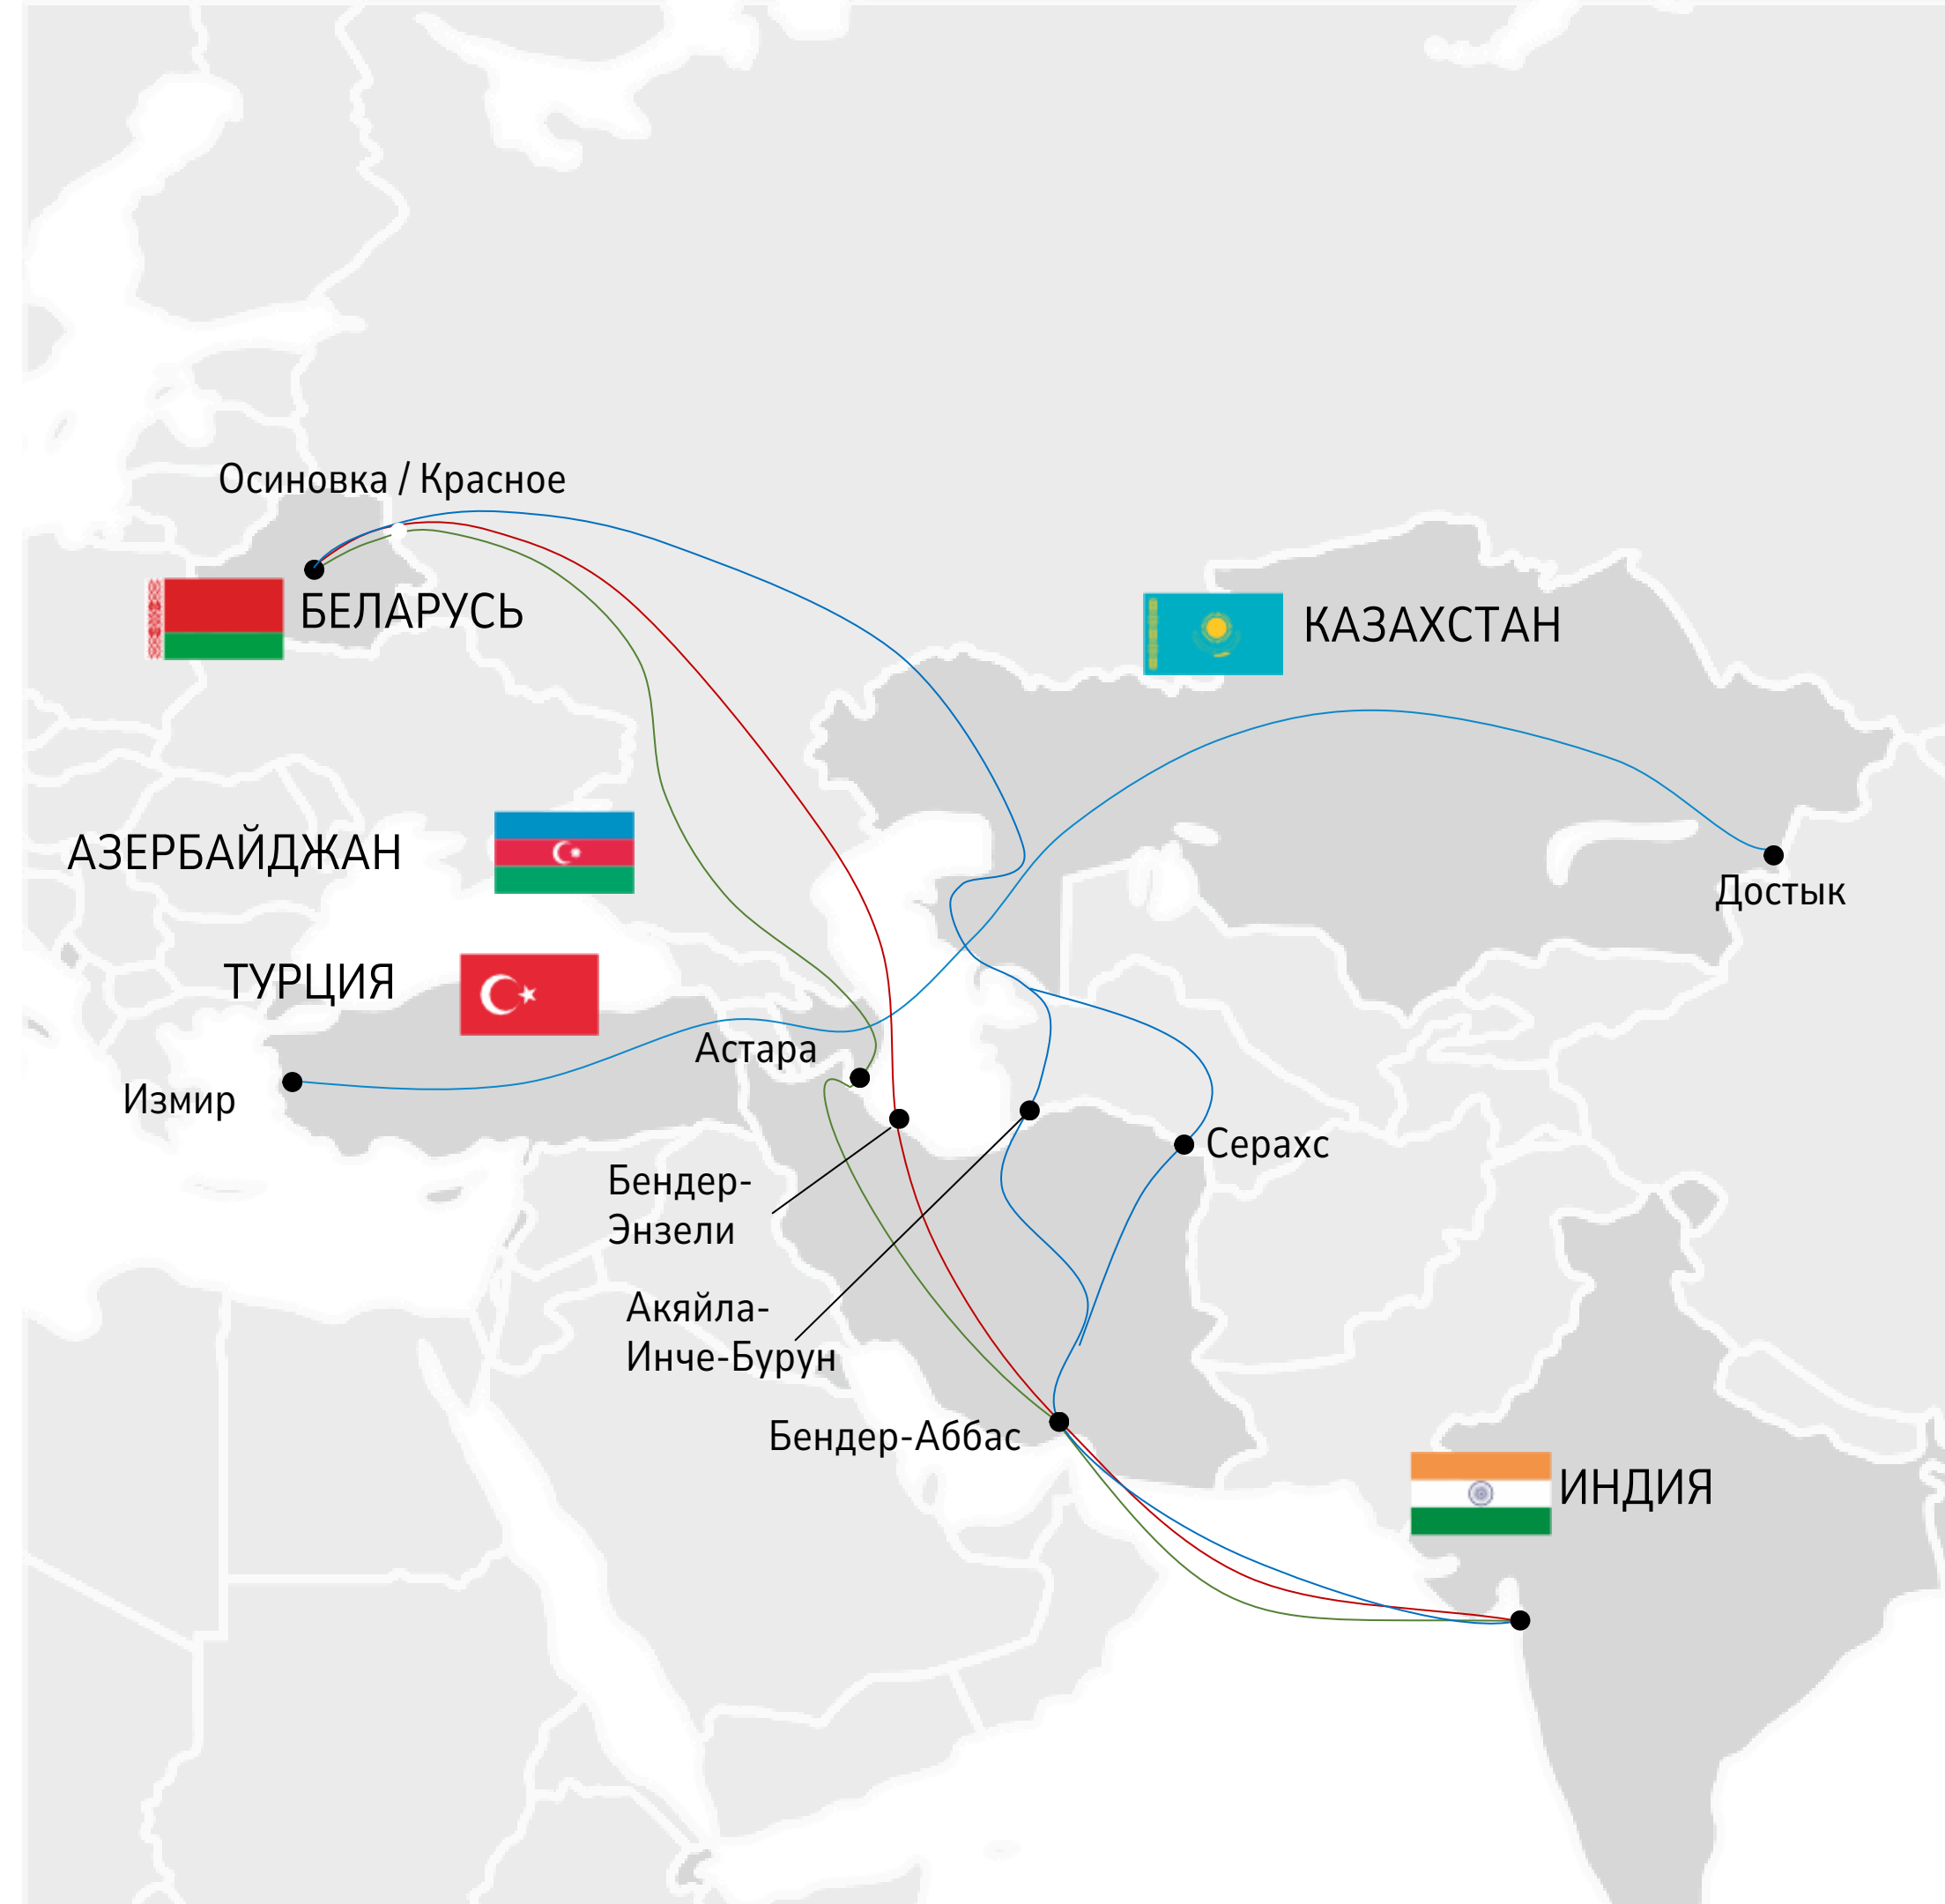 Осиновка / Красное
БЕЛАРУСЬ
КАЗАХСТАН
АЗЕРБАЙДЖАН
Достык
ТУРЦИЯ
Астара
Измир
Серахс
Бендер-
Энзели
Акяйла-
Инче-Бурун
Бендер-Аббас
ИНДИЯ